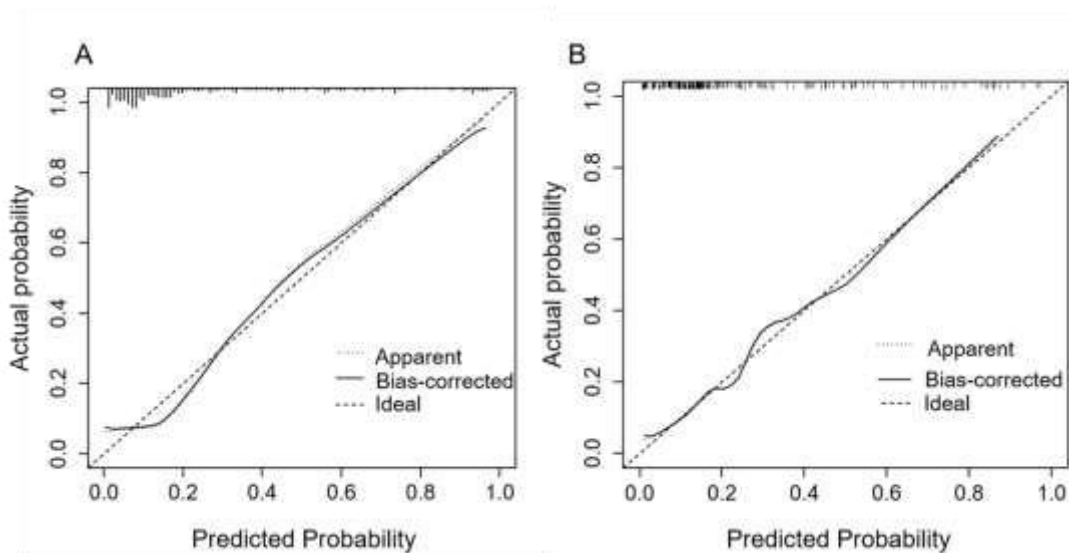 A
Actual probability
1.0
0.8
0.6
0.4
0.2
0.0
Apparent
Bias-corrected
Ideal
0.0 0.2 0.4 0.6 0.8 1.0
Predicted Probability
B
Actual probability
1.0
0.8
0.6
0.4
0.2
0.0
Apparent
Bias-corrected
Ideal
0.0 0.2 0.4 0.6 0.8 1.0
Predicted Probability